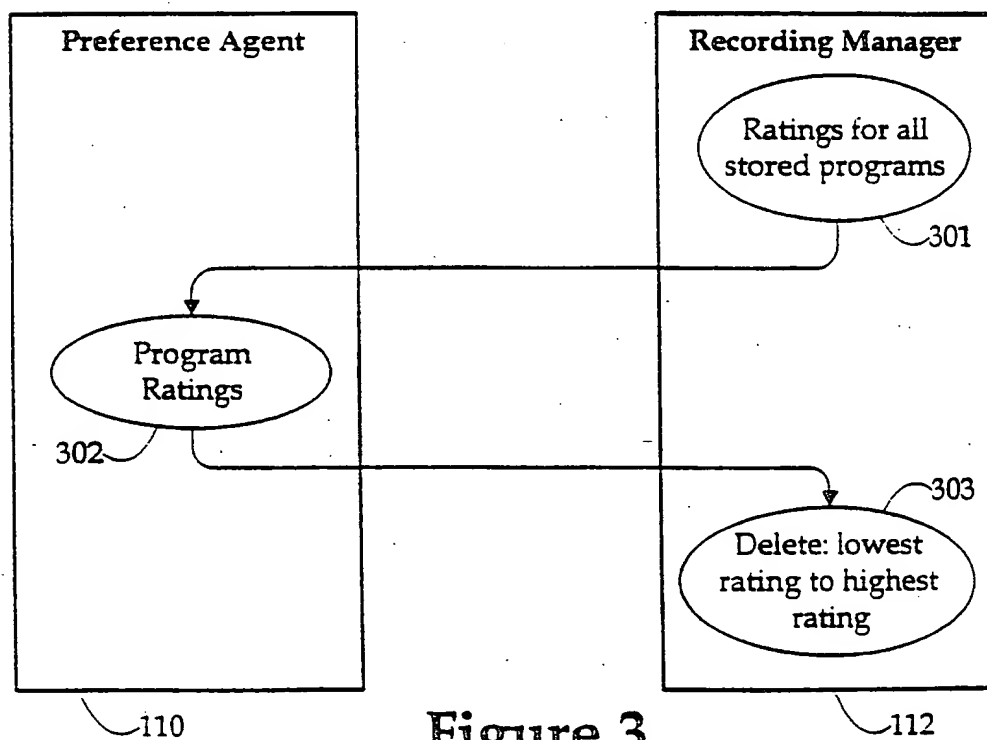 Preference Agent
Recording Manager
Ratings for all
stored programs
301
Program
Ratings
302
303
Delete: lowest
rating to highest
rating
110
Figure 3
112